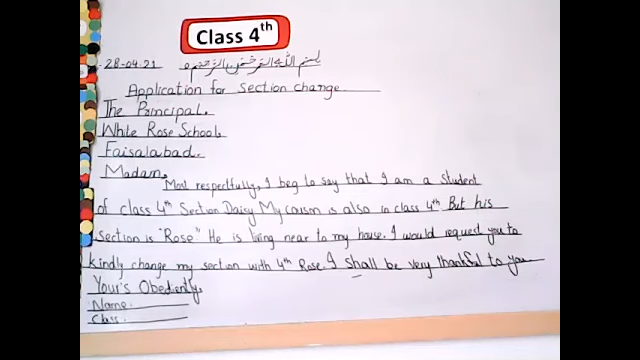 Class 4th
28-04-21 بسم اللہ الرحمن الرحیم
Application for section change
The Principal.
White Rose School,
Faisalabad.
Madam,
Most respectfully, I beg to say that I am a student
of class 4th Section Daisy My cousin is also in class 4th But his
section is "Rose" He is living near to my house. I would request you to
kindly change my section with 4th Rose. I shall be very thankful to you
Your's Obediently,
Name:
Class: